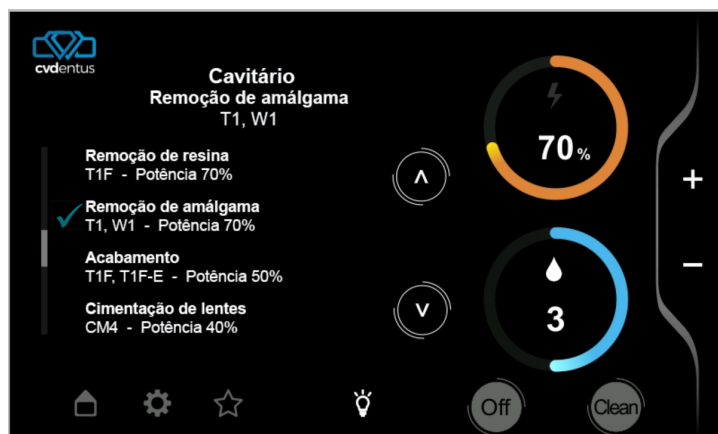 cvdentus
Cavitário
Remoção de amálgama
T1, W1
Remoção de resina
T1F - Potência 70%
Remoção de amálgama
T1, W1 - Potência 70%
Acabamento
T1F, T1F-E - Potência 50%
Cimentação de lentes
CM4 - Potência 40%
70%
+
−
3
Off
Clean